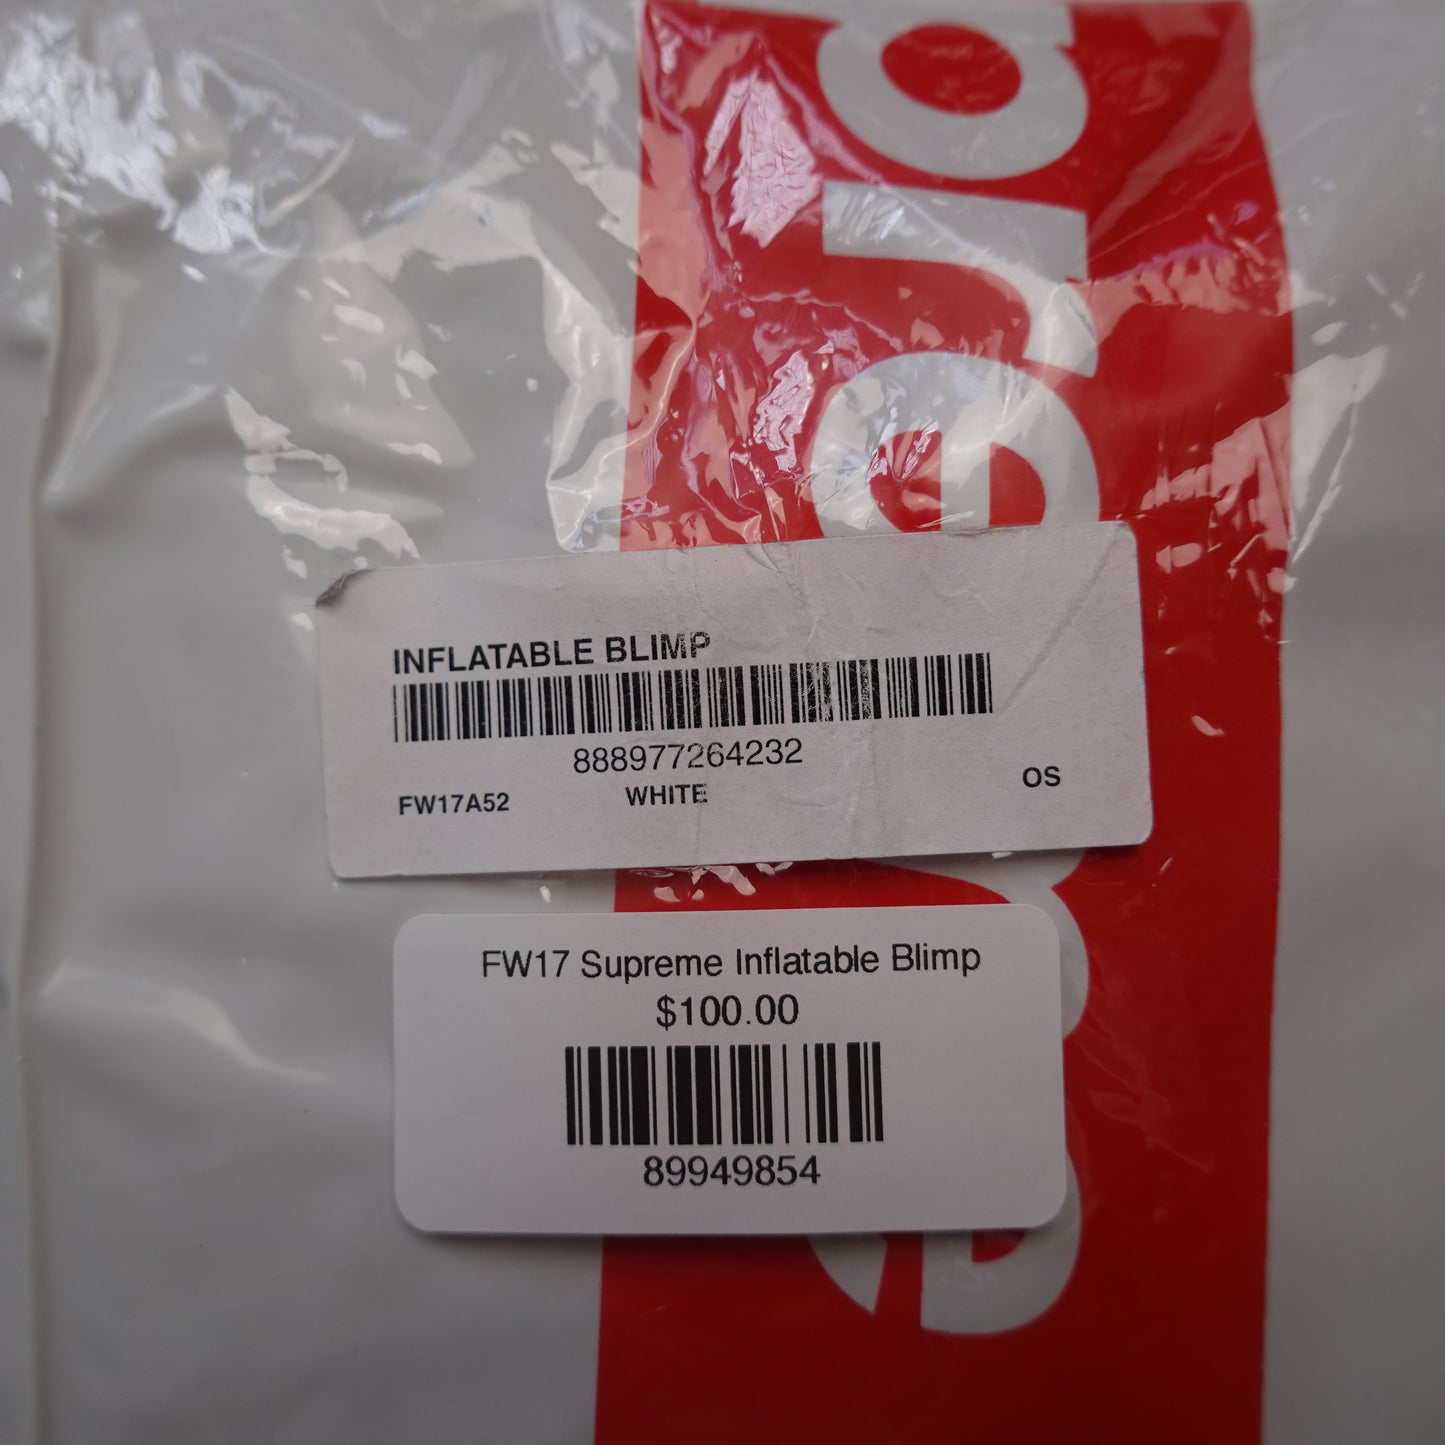 INFLATABLE BLIMP
888977264232
FW17A52 WHITE OS
FW17 Supreme Inflatable Blimp
$100.00
89949854